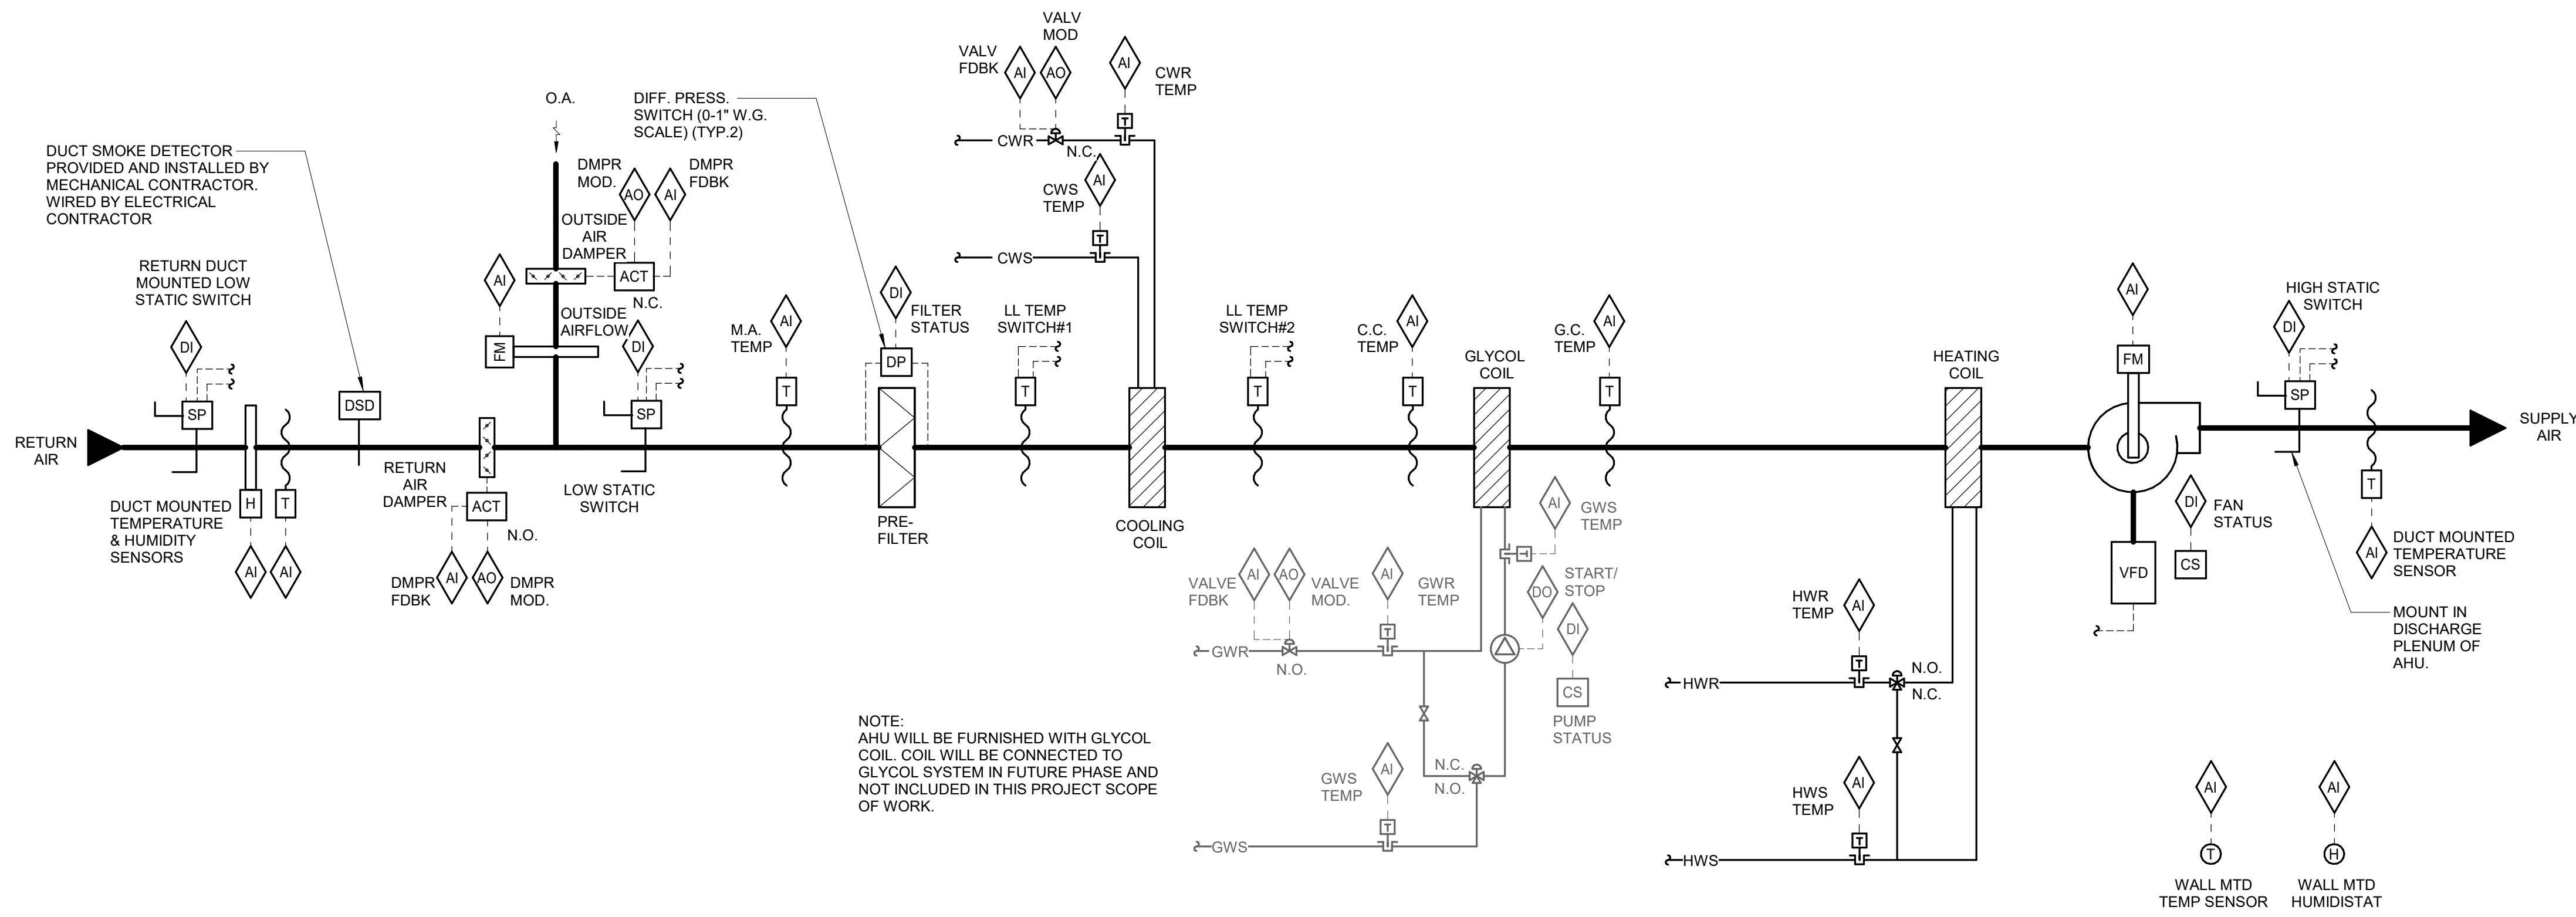 VALV
MOD
VALV
FDBK
AI
AO
AI
CWR
TEMP
O.A.
DIFF. PRESS.
SWITCH (0-1" W.G.
SCALE) (TYP.2)
CWR
N.C.
DUCT SMOKE DETECTOR
PROVIDED AND INSTALLED BY
MECHANICAL CONTRACTOR.
WIRED BY ELECTRICAL
CONTRACTOR
DMPR
MOD.
AO
AI
DMPR
FDBK
CWS
TEMP
AI
T
T
OUTSIDE
AIR
DAMPER
ACT
N.C.
CWS
RETURN DUCT
MOUNTED LOW
STATIC SWITCH
DI
SP
AI
FM
OUTSIDE
AIRFLOW
DI
SP
M.A.
TEMP
AI
T
DI
FILTER
STATUS
DP
LL TEMP
SWITCH#1
T
LL TEMP
SWITCH#2
T
C.C.
TEMP
AI
T
GLYCOL
COIL
G.C.
TEMP
AI
T
HEATING
COIL
AI
FM
HIGH STATIC
SWITCH
DI
SP
DSD
RETURN
AIR
SUPPLY
AIR
RETURN
AIR
DAMPER
ACT
N.O.
LOW STATIC
SWITCH
H
T
DUCT MOUNTED
TEMPERATURE
& HUMIDITY
SENSORS
AI
AI
DMPR
FDBK
AI
AO
DMPR
MOD.
PRE-
FILTER
COOLING
COIL
AI
GWS
TEMP
T
VALVE
FDBK
AI
AO
VALVE
MOD.
AI
GWR
TEMP
DO
START/
STOP
DI
T
GWR
N.O.
CS
PUMP
STATUS
VFD
DI
FAN
STATUS
CS
T
AI
DUCT MOUNTED
TEMPERATURE
SENSOR
MOUNT IN
DISCHARGE
PLENUM OF
AHU.
HWR
TEMP
AI
T
HWR
N.O.
N.C.
NOTE:
AHU WILL BE FURNISHED WITH GLYCOL
COIL. COIL WILL BE CONNECTED TO
GLYCOL SYSTEM IN FUTURE PHASE AND
NOT INCLUDED IN THIS PROJECT SCOPE
OF WORK.
GWS
TEMP
AI
T
N.C.
N.O.
GWS
HWS
TEMP
AI
T
HWS
AI
T
WALL MTD
TEMP SENSOR
AI
H
WALL MTD
HUMIDISTAT